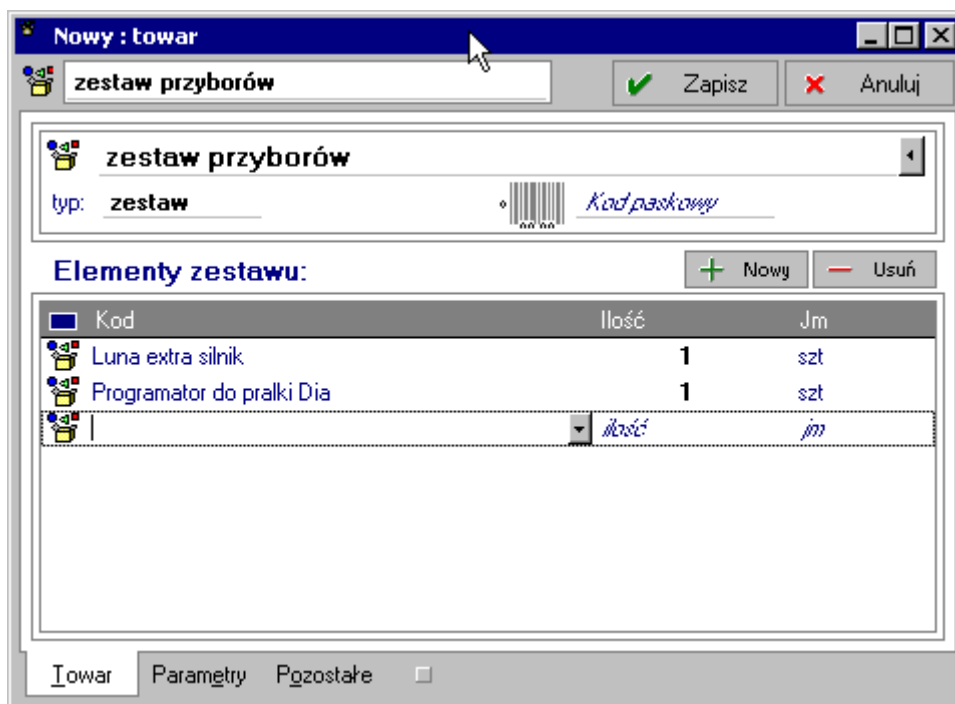 Nowy : towar
zestaw przyborów Zapisz Anuluj
zestaw przyborów
typ: zestaw Kod paskowy
Elementy zestawu: Nowy Usuń
Kod Ilość Jm
Luna extra silnik 1 szt
Programator do pralki Dia 1 szt
ilość jm
Towar Parametry Pozostałe